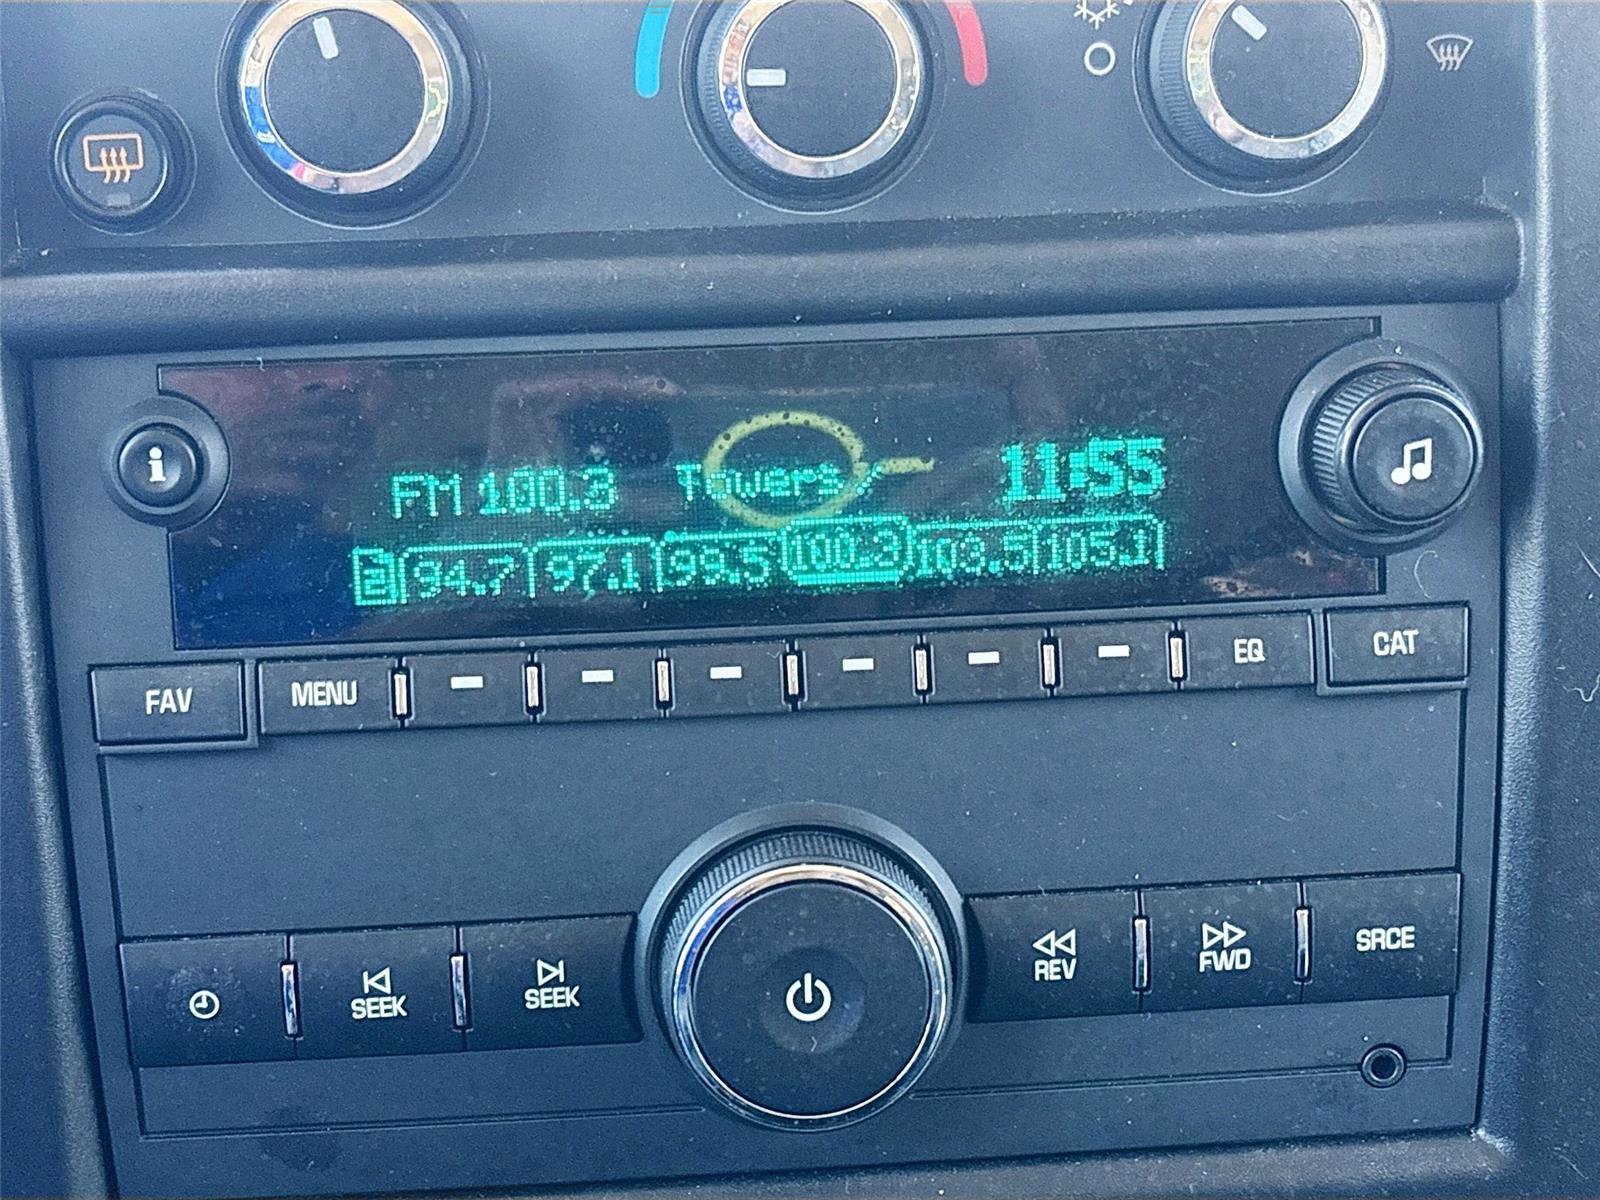 FM 100.3 Towers / 11:55
2 94.7 97.1 99.5 100.3 103.5 105.1
FAV MENU EQ CAT
SEEK SEEK REV FWD SRCE